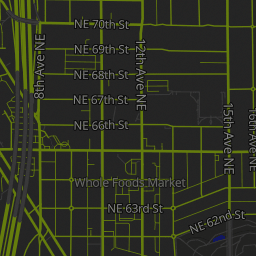 NE 70th St
NE 69th St
8th Ave NE
12th Ave NE
NE 68th St
NE 67th St
NE 66th St
15th Ave NE
16th Ave NE
Whole Foods Market
NE 63rd St
NE 62nd St